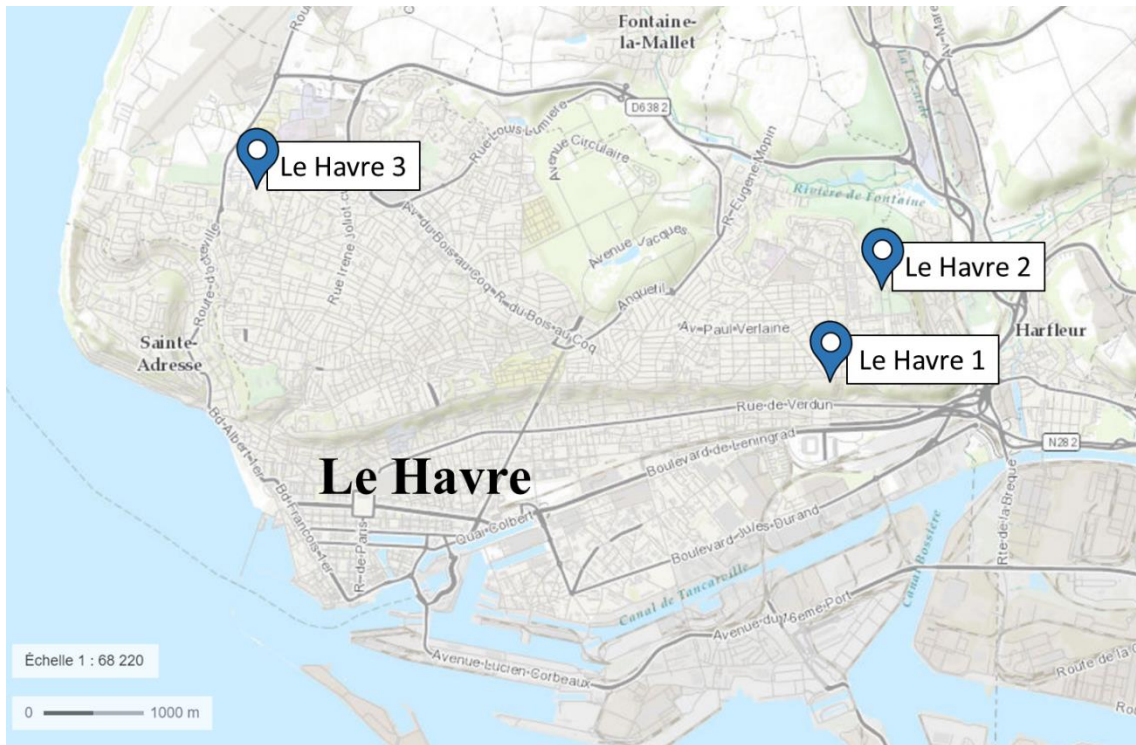 Fontaine-
la-Mallet
La Lézarde
D6382
Rue Louis Lumière
Avenue Circulaire
R. Eugène Mopin
Le Havre 3
Rivière de Fontaine
Rue Irène Joliot
Av. du Bois au Coq
Avenue Jacques
Le Havre 2
Route d'Octeville
Anquetil
R. du Bois au Coq
Av. Paul Verlaine
Harfleur
Sainte-
Adresse
Le Havre 1
Rue de Verdun
Bd Albert 1er
N282
Boulevard de Leningrad
Le Havre
Bd François 1er
R. de Paris
Quai Colbert
Boulevard Jules Durand
Rte de la Brèque
Canal Bossière
Canal de Tancarville
Avenue du 16eme Port
Avenue Lucien Corbeaux
Route de la
Échelle 1 : 68 220
0 1000 m